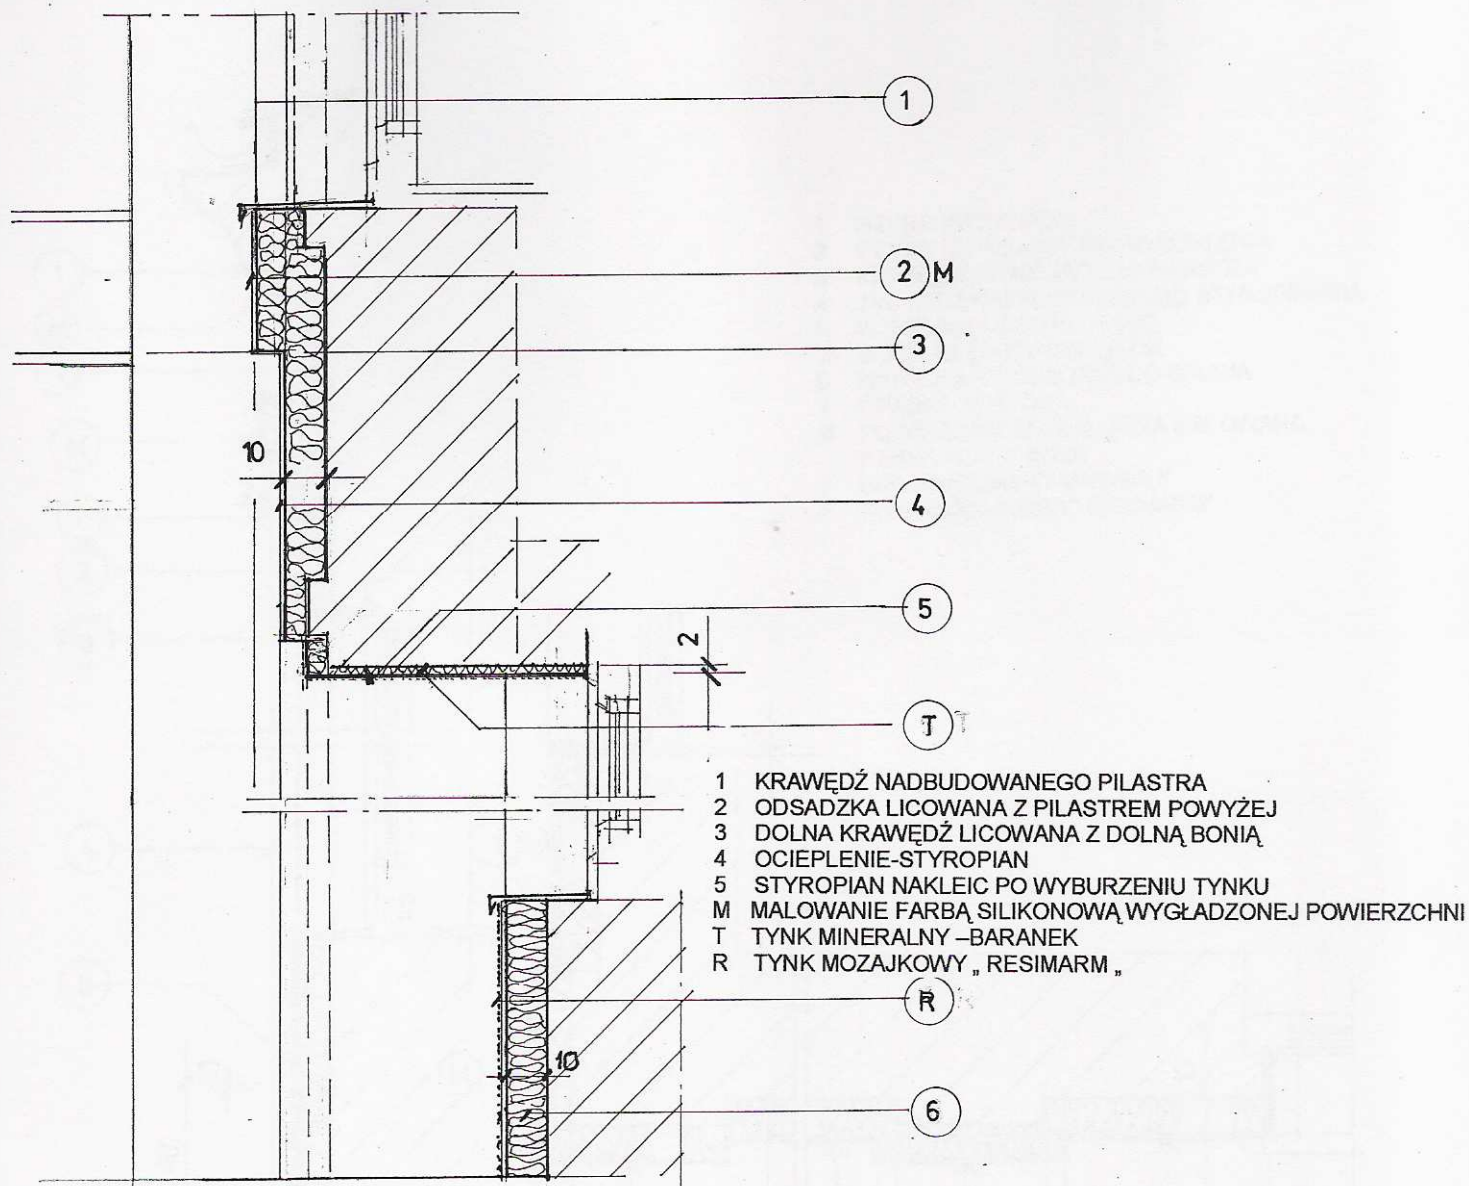 1
2 M
3
10
4
5
2
T
1 KRAWĘDŹ NADBUDOWANEGO PILASTRA
2 ODSADZKA LICOWANA Z PILASTREM POWYŻEJ
3 DOLNA KRAWĘDŹ LICOWANA Z DOLNĄ BONIĄ
4 OCIEPLENIE-STYROPIAN
5 STYROPIAN NAKLEIC PO WYBURZENIU TYNKU
M MALOWANIE FARBĄ SILIKONOWĄ WYGŁADZONEJ POWIERZCHNI
T TYNK MINERALNY –BARANEK
R TYNK MOZAJKOWY „ RESIMARM „
R
10
6